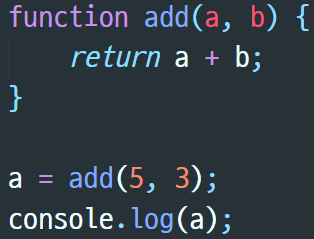 function add(a, b) {
    return a + b;
}

a = add(5, 3);
console.log(a);